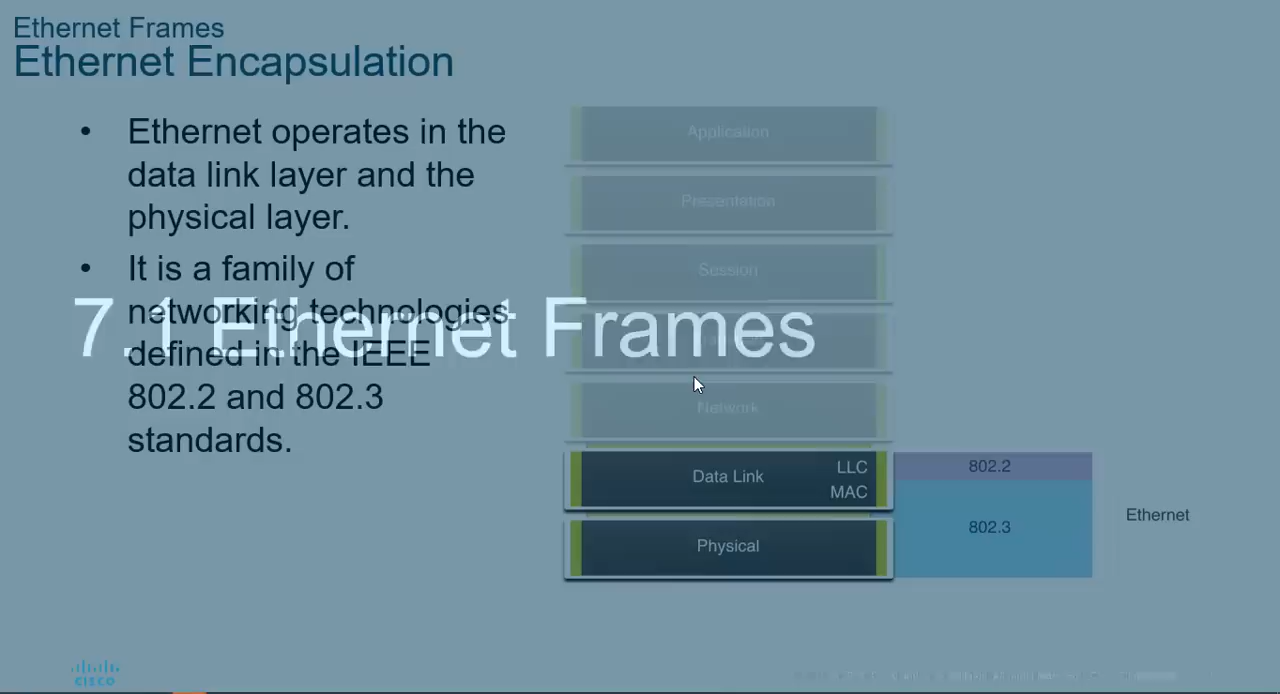 Ethernet Frames
Ethernet Encapsulation
• Ethernet operates in the
data link layer and the
physical layer.
• It is a family of
networking technologies
defined in the IEEE
802.2 and 802.3
standards.
7.1 Ethernet Frames
Application
Presentation
Session
Network
Data Link
LLC
MAC
Physical
802.2
802.3
Ethernet
CISCO